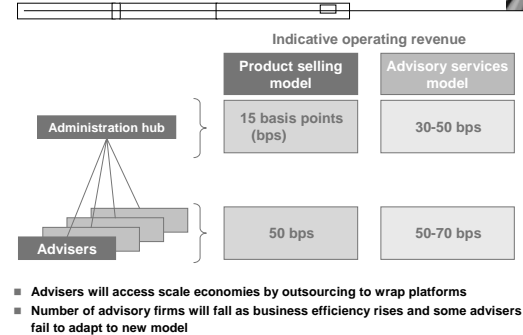 Indicative operating revenue
Product selling
model
Advisory services
model
Administration hub
15 basis points
(bps)
30-50 bps
Advisers
50 bps
50-70 bps
■ Advisers will access scale economies by outsourcing to wrap platforms
■ Number of advisory firms will fall as business efficiency rises and some advisers
fail to adapt to new model